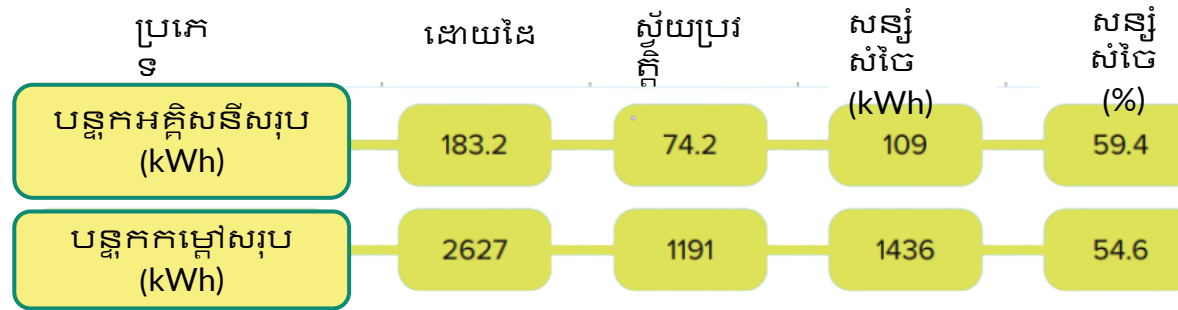 ប្រភេ
ទ
ដោយដៃ
ស្វ័យប្រវ
ត្តិ
សន្សំ
សំចៃ
(kWh)
សន្សំ
សំចៃ
(%)
បន្ទុកអគ្គិសនីសរុប
(kWh)
183.2
74.2
109
59.4
បន្ទុកកម្តៅសរុប
(kWh)
2627
1191
1436
54.6